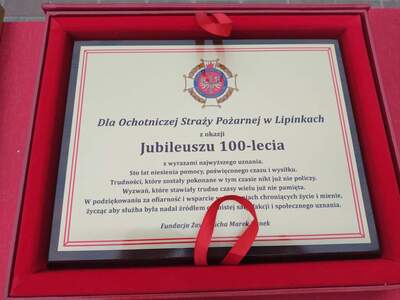 Dla Ochotniczej Straży Pożarnej w Lipinkach
z okazji
Jubileuszu 100-lecia
z wyrazami najwyższego uznania.
Sto lat niesienia pomocy, poświęconego czasu i wysiłku.
Trudności, które zostały pokonane w tym czasie nikt już nie policzy.
Wyzwań, które stawiały trudne czasy wielu już nie pamięta.
W podziękowaniu za ofiarność i wsparcie w chroniących życie i mienie,
życząc aby służba była nadal źródłem satysfakcji i społecznego uznania.
Fundacja Marek